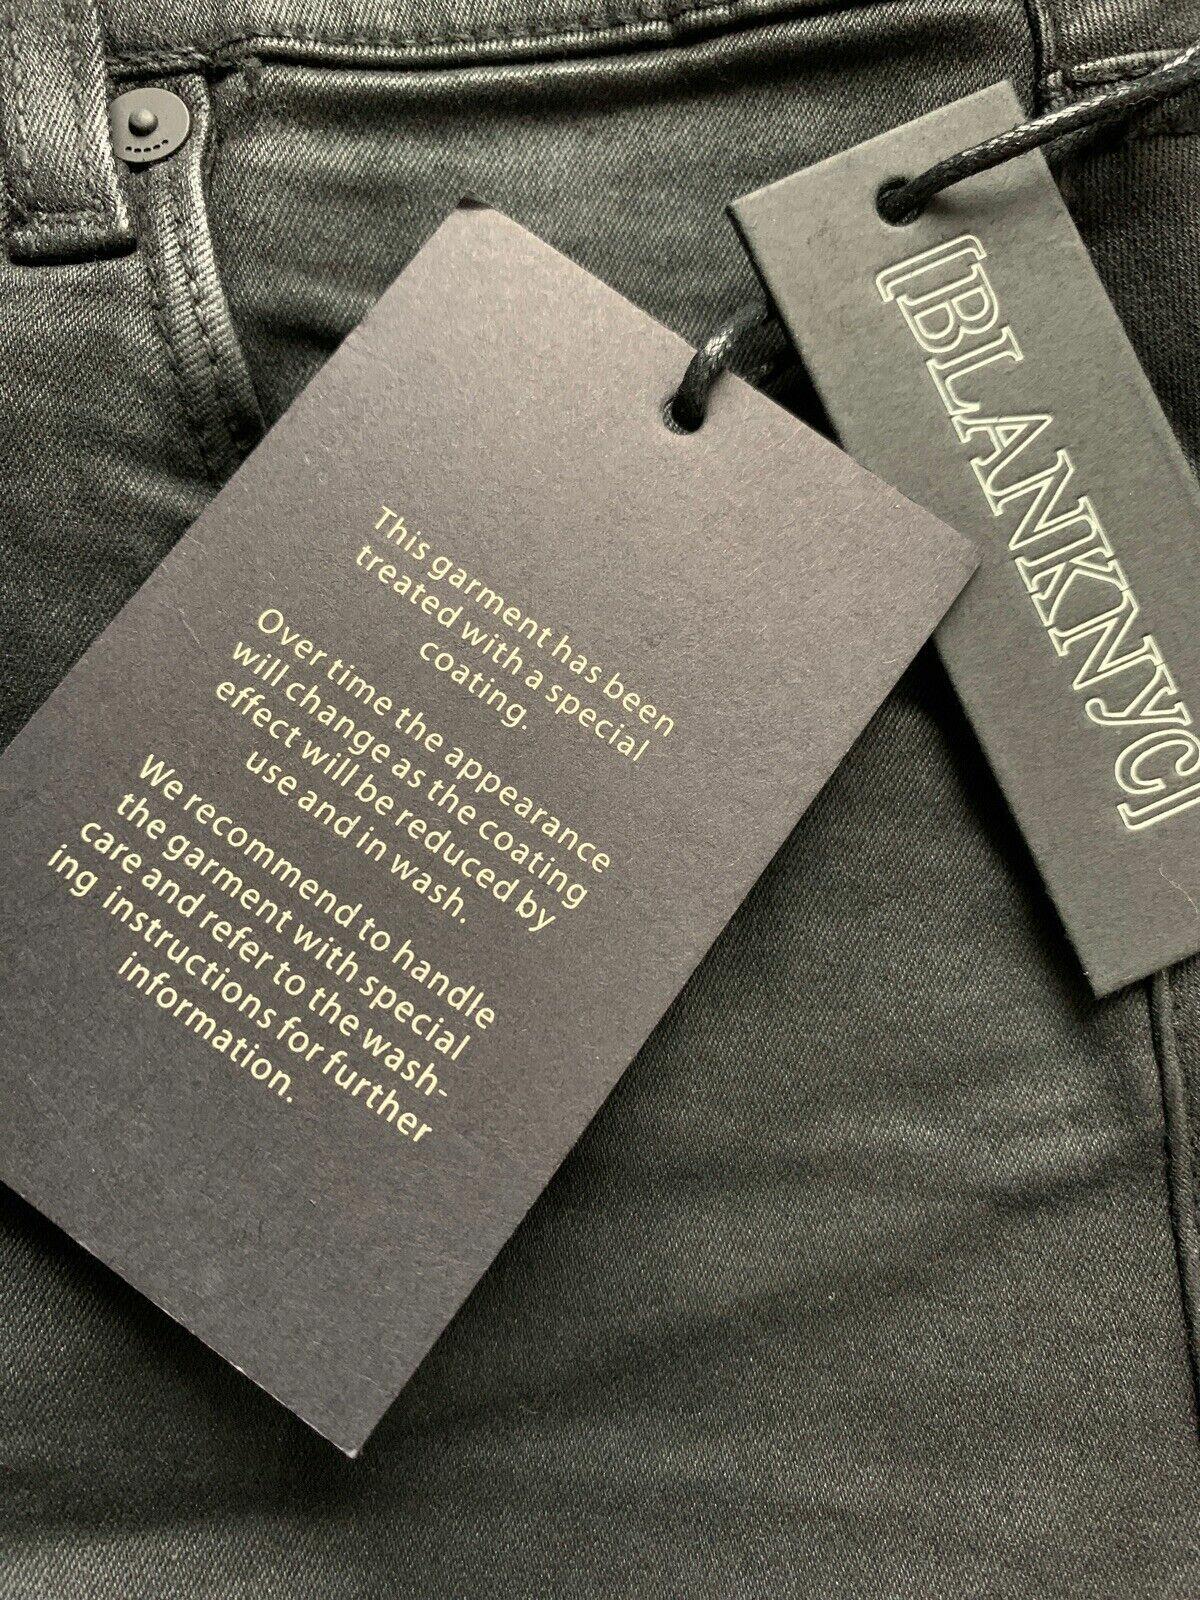 [BLANKNYC]
This garment has been
treated with a special
coating.
Over time the appearance
will change as the coating
effect will be reduced by
use and in wash.
We recommend to handle
the garment with special
care and refer to the wash-
ing instructions for further
information.